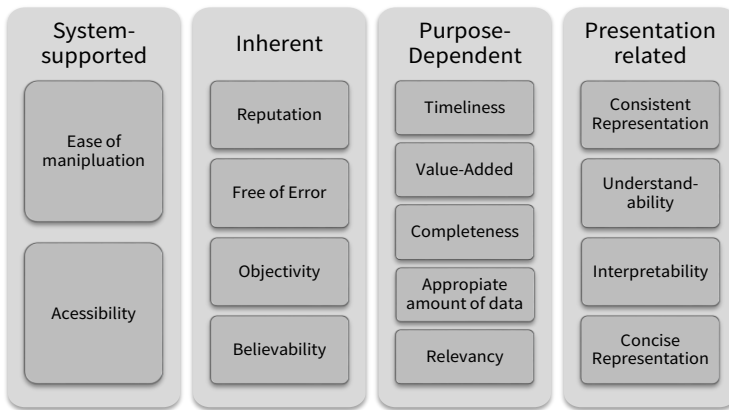 System-
supported
Ease of
manipluation
Acessibility
Inherent
Reputation
Free of Error
Objectivity
Believability
Purpose-
Dependent
Timeliness
Value-Added
Completeness
Appropiate
amount of data
Relevancy
Presentation
related
Consistent
Representation
Understand-
ability
Interpretability
Concise
Representation